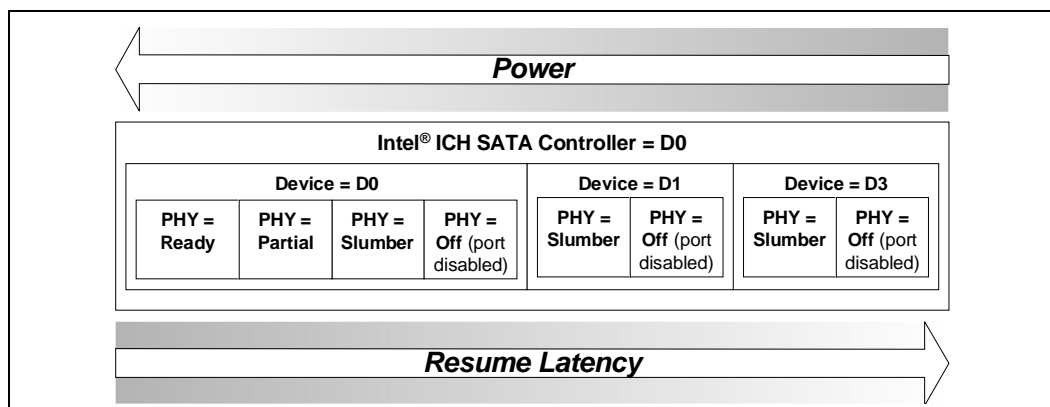 Power
Intel® ICH SATA Controller = D0
Device = D0
PHY =
Ready
PHY =
Partial
PHY =
Slumber
PHY =
Off (port
disabled)
Device = D1
PHY =
Slumber
PHY =
Off (port
disabled)
Device = D3
PHY =
Slumber
PHY =
Off (port
disabled)
Resume Latency